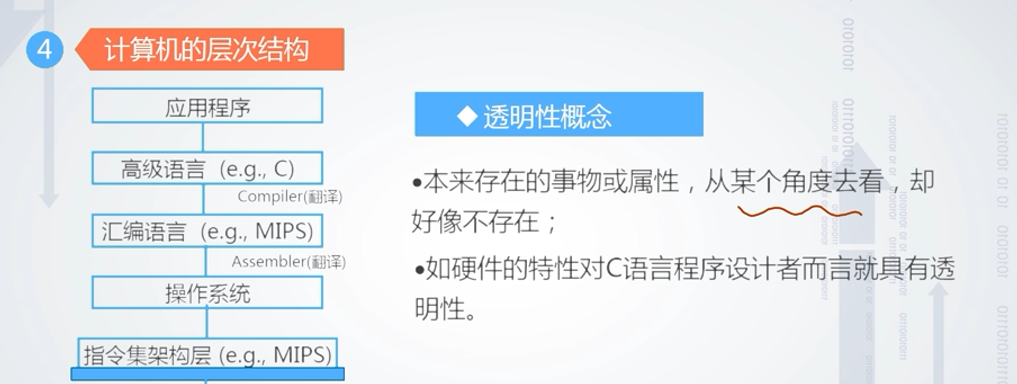 4 计算机的层次结构
应用程序
高级语言 (e.g., C)
Compiler(翻译)
汇编语言 (e.g., MIPS)
Assembler(翻译)
操作系统
指令集架构层 (e.g., MIPS)
◆ 透明性概念
•本来存在的事物或属性，从某个角度去看，却
好像不存在；
•如硬件的特性对C语言程序设计者而言就具有透
明性。